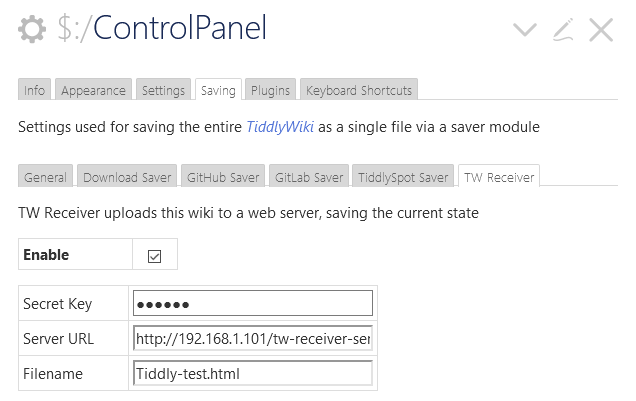 $:/ControlPanel
Info Appearance Settings Saving Plugins Keyboard Shortcuts
Settings used for saving the entire TiddlyWiki as a single file via a saver module
General Download Saver GitHub Saver GitLab Saver TiddlySpot Saver TW Receiver
TW Receiver uploads this wiki to a web server, saving the current state
Enable
Secret Key ●●●●●●
Server URL http://192.168.1.101/tw-receiver-ser
Filename Tiddly-test.html